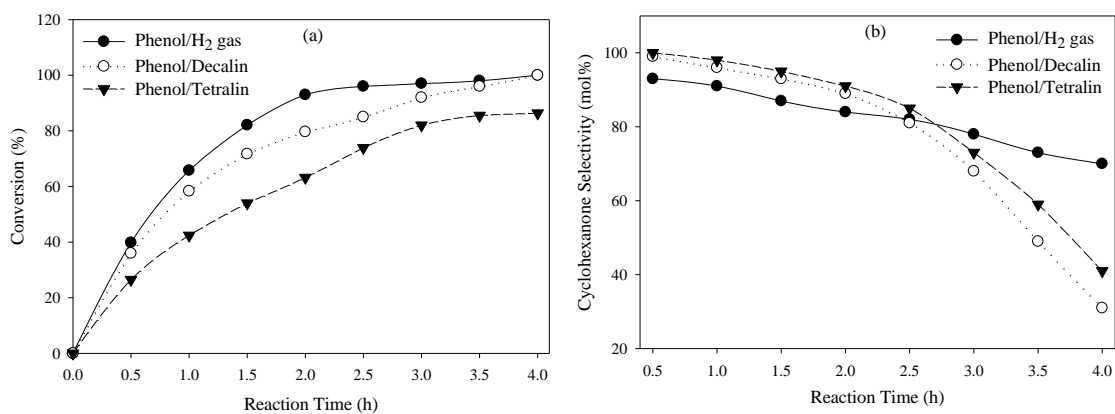 (a)
Phenol/H2 gas
Phenol/Decalin
Phenol/Tetralin
Conversion (%)
120
100
80
60
40
20
0
0.0 0.5 1.0 1.5 2.0 2.5 3.0 3.5 4.0
Reaction Time (h)
(b)
Phenol/H2 gas
Phenol/Decalin
Phenol/Tetralin
Cyclohexanone Selectivity (mol%)
100
80
60
40
20
0.5 1.0 1.5 2.0 2.5 3.0 3.5 4.0
Reaction Time (h)